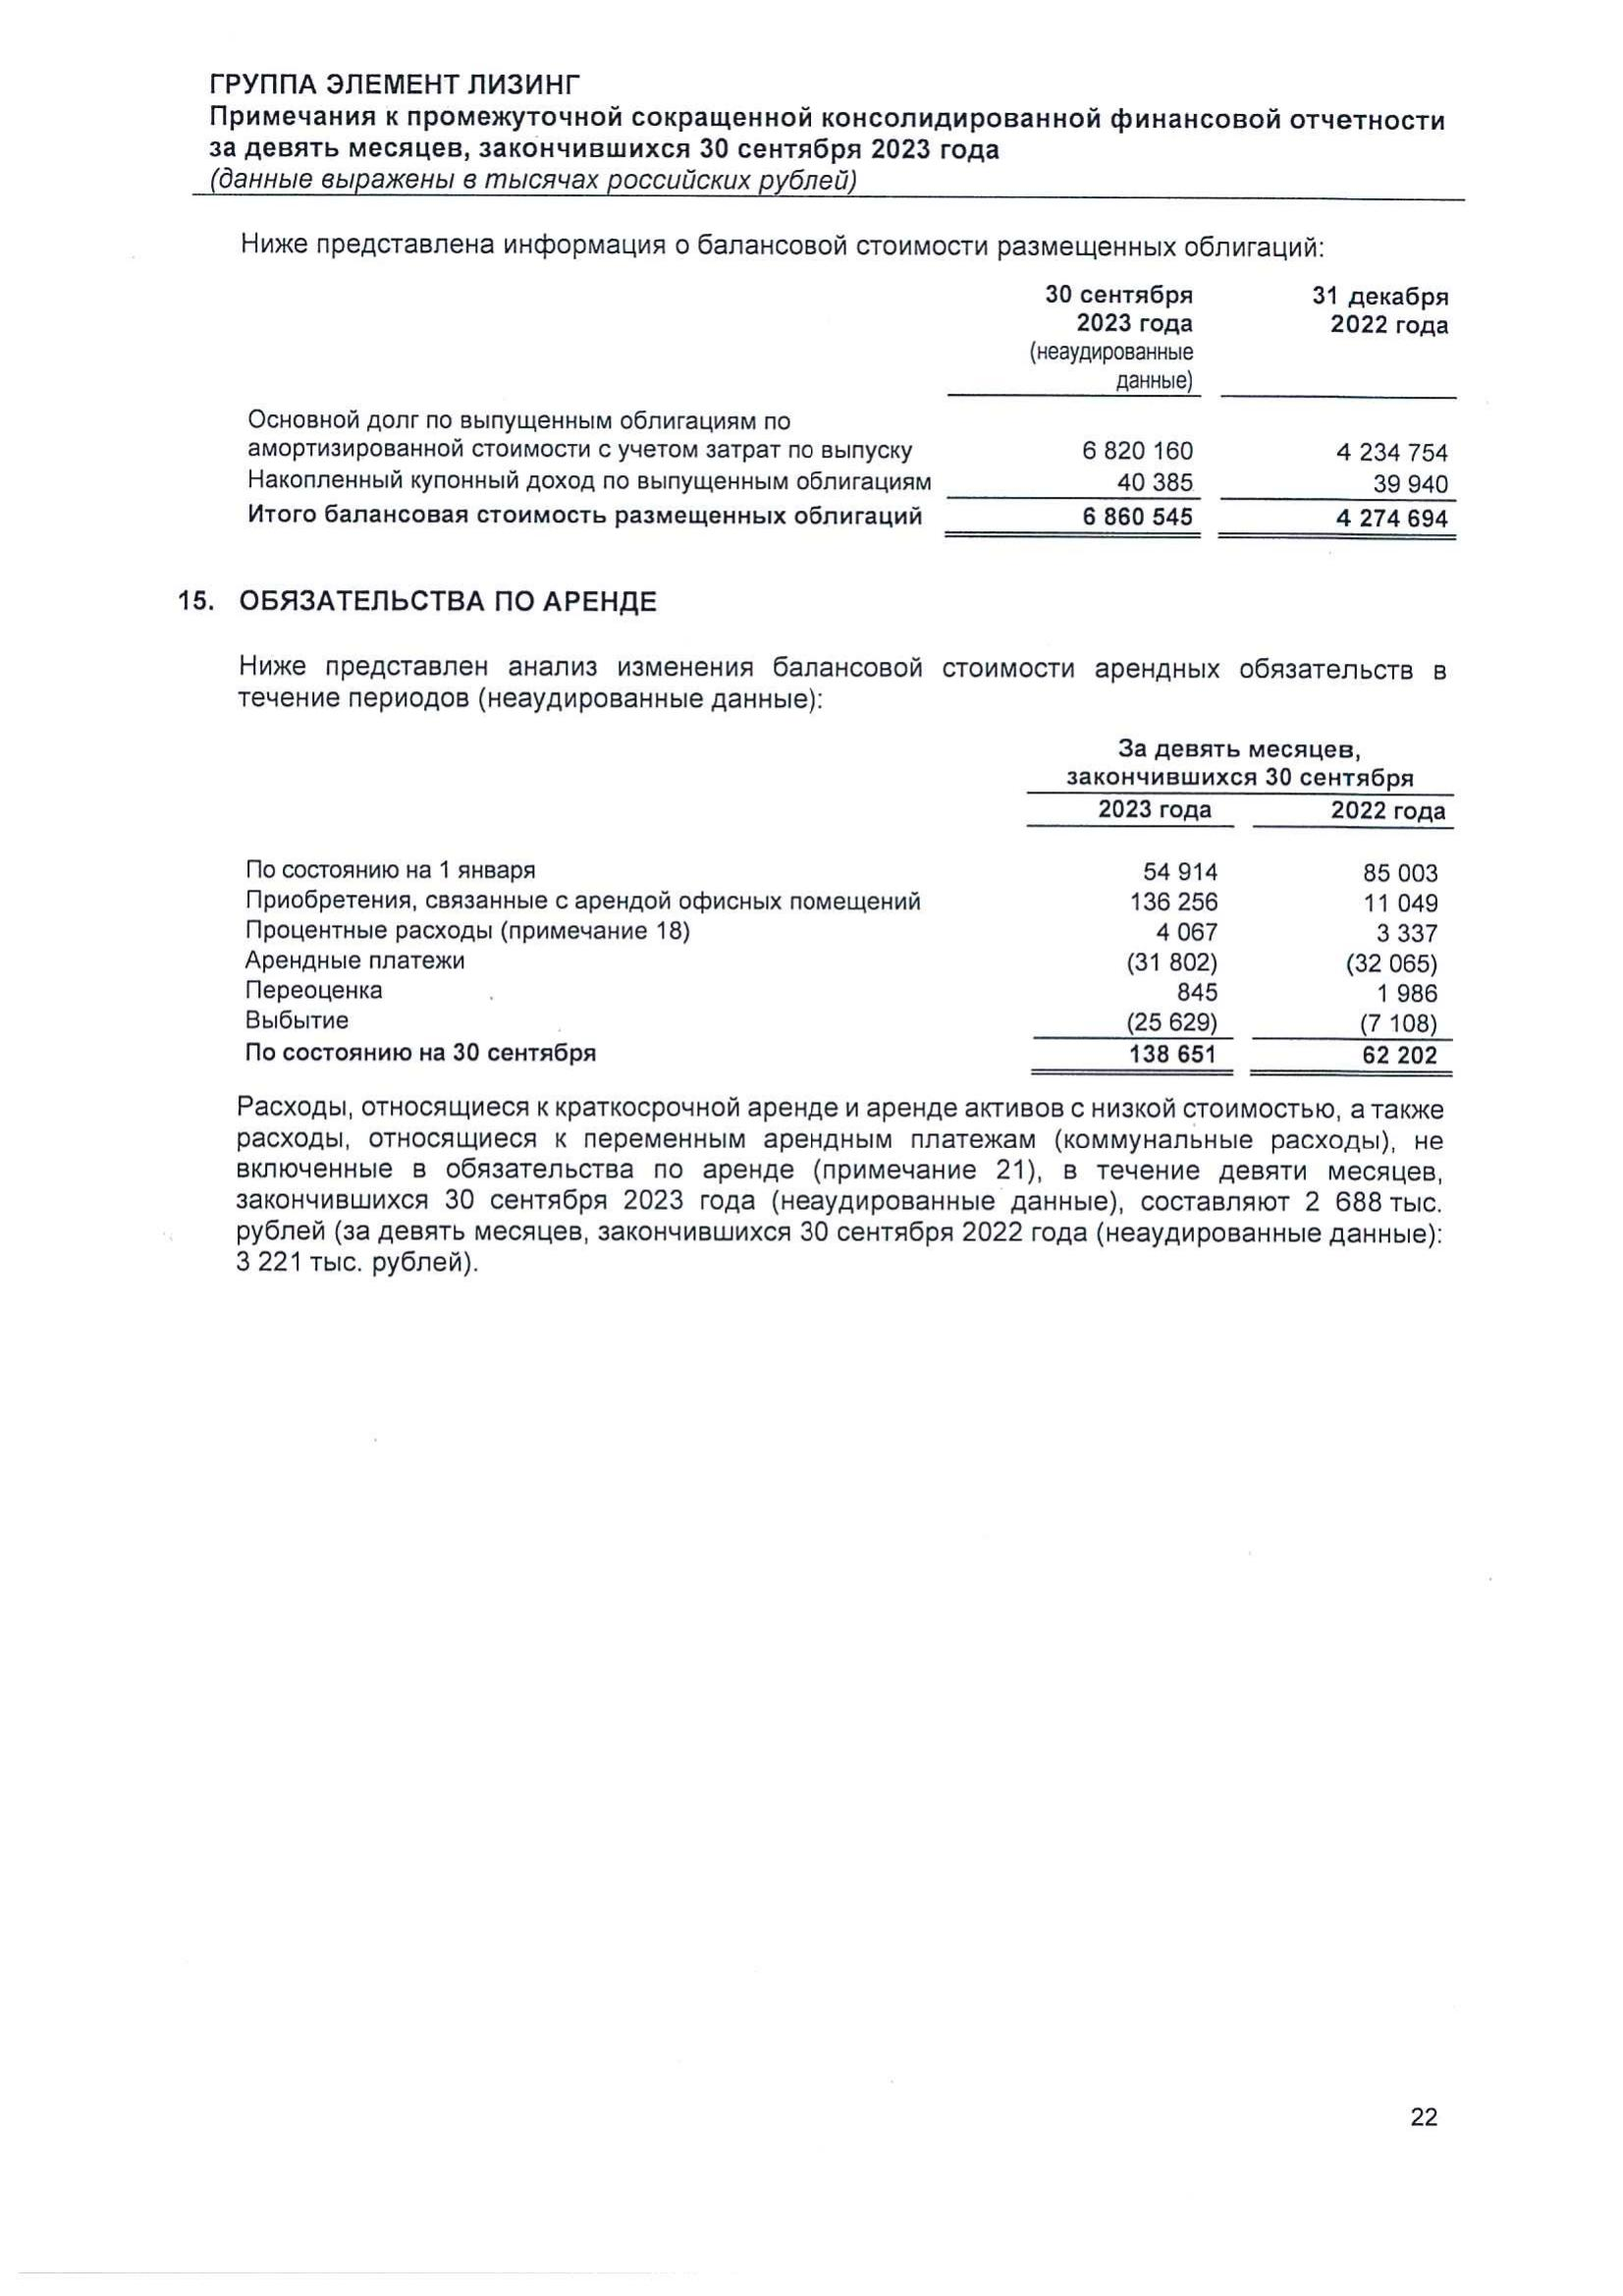 ГРУППА ЭЛЕМЕНТ ЛИЗИНГ
Примечания к промежуточной сокращенной консолидированной финансовой отчетности
за девять месяцев, закончившихся 30 сентября 2023 года
(данные выражены в тысячах российских рублей)
Ниже представлена информация о балансовой стоимости размещенных облигаций:
30 сентября 31 декабря
2023 года 2022 года
(неаудированные
данные)
Основной долг по выпущенным облигациям по
амортизированной стоимости с учетом затрат по выпуску 6 820 160 4 234 754
Накопленный купонный доход по выпущенным облигациям 40 385 39 940
Итого балансовая стоимость размещенных облигаций 6 860 545 4 274 694
15. ОБЯЗАТЕЛЬСТВА ПО АРЕНДЕ
Ниже представлен анализ изменения балансовой стоимости арендных обязательств в
течение периодов (неаудированные данные):
За девять месяцев,
закончившихся 30 сентября
2023 года 2022 года
По состоянию на 1 января 54 914 85 003
Приобретения, связанные с арендой офисных помещений 136 256 11 049
Процентные расходы (примечание 18) 4 067 3 337
Арендные платежи (31 802) (32 065)
Переоценка 845 1 986
Выбытие (25 629) (7 108)
По состоянию на 30 сентября 138 651 62 202
Расходы, относящиеся к краткосрочной аренде и аренде активов с низкой стоимостью, а также
расходы, относящиеся к переменным арендным платежам (коммунальные расходы), не
включенные в обязательства по аренде (примечание 21), в течение девяти месяцев,
закончившихся 30 сентября 2023 года (неаудированные данные), составляют 2 688 тыс.
рублей (за девять месяцев, закончившихся 30 сентября 2022 года (неаудированные данные):
3 221 тыс. рублей).
22